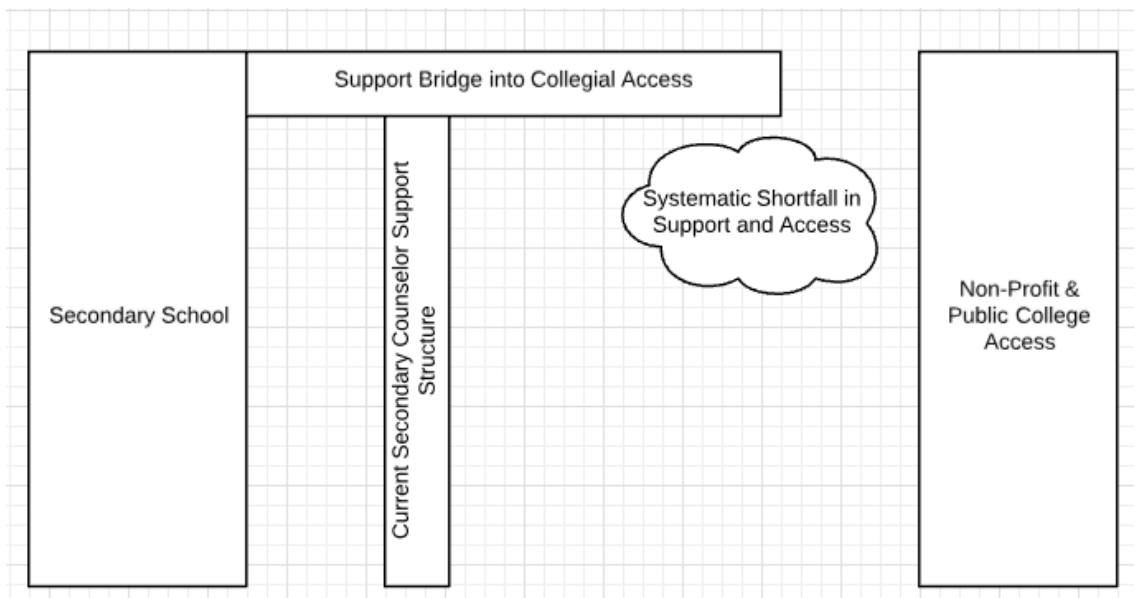 Support Bridge into Collegial Access
Secondary School
Current Secondary Counselor Support
Structure
Systematic Shortfall in
Support and Access
Non-Profit &
Public College
Access